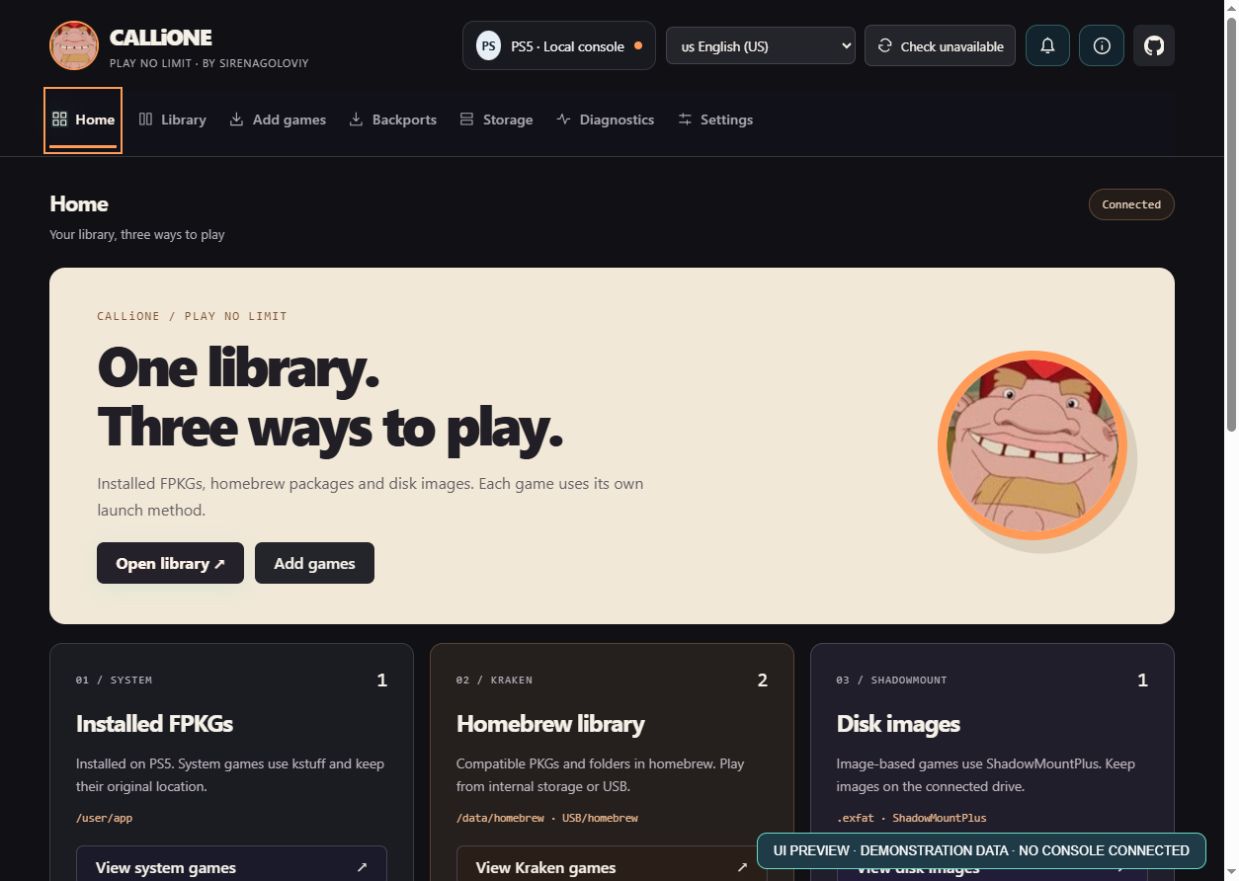 CALLiONE
PLAY NO LIMIT · BY SIRENAGOLOVIY
PS PS5 · Local console
us English (US)
Check unavailable
Home
Library
Add games
Backports
Storage
Diagnostics
Settings
Home
Connected
Your library, three ways to play
CALLiONE / PLAY NO LIMIT
One library.
Three ways to play.
Installed FPKGs, homebrew packages and disk images. Each game uses its own
launch method.
Open library ↗
Add games
01 / SYSTEM
1
Installed FPKGs
Installed on PS5. System games use kstuff and keep
their original location.
/user/app
View system games ↗
02 / KRAKEN
2
Homebrew library
Compatible PKGs and folders in homebrew. Play
from internal storage or USB.
/data/homebrew · USB/homebrew
View Kraken games ↗
03 / SHADOWMOUNT
1
Disk images
Image-based games use ShadowMountPlus. Keep
images on the connected drive.
.exfat · ShadowMountPlus
View disk images
UI PREVIEW · DEMONSTRATION DATA · NO CONSOLE CONNECTED